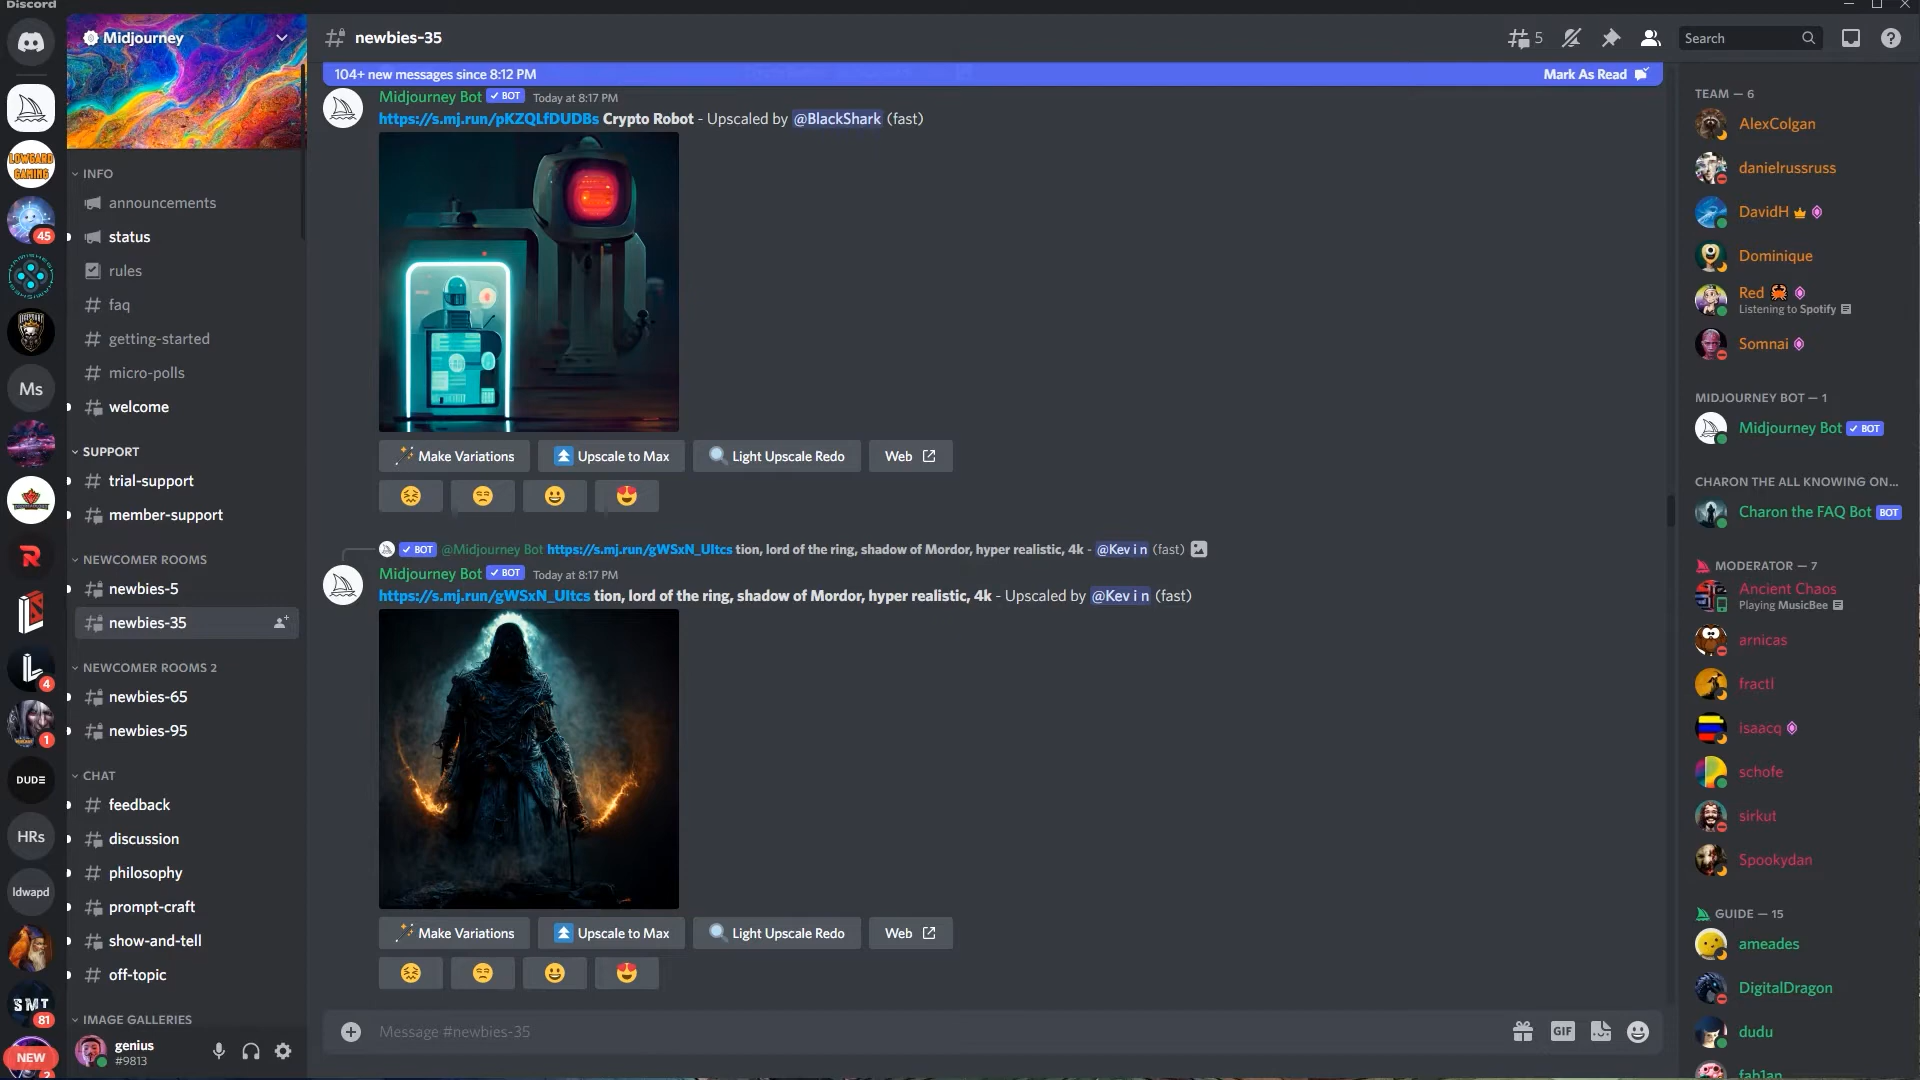 Discord
Midjourney
newbies-35
5
Search
104+ new messages since 8:12 PM
Mark As Read
INFO
announcements
status
rules
faq
getting-started
micro-polls
welcome
SUPPORT
trial-support
member-support
NEWCOMER ROOMS
newbies-5
newbies-35
NEWCOMER ROOMS 2
newbies-65
newbies-95
CHAT
feedback
discussion
philosophy
prompt-craft
show-and-tell
off-topic
IMAGE GALLERIES
genius
#9813
LOWGARD
GAMING
45
Ms
4
1
DUDE
HRs
ldwapd
SMT
81
NEW
2
Midjourney Bot BOT Today at 8:17 PM
https://s.mj.run/pKZQLfDUDBs Crypto Robot - Upscaled by @BlackShark (fast)
Make Variations Upscale to Max Light Upscale Redo Web
BOT @Midjourney Bot https://s.mj.run/gWSxN_UItcs tion, lord of the ring, shadow of Mordor, hyper realistic, 4k - @Kev i n (fast)
Midjourney Bot BOT Today at 8:17 PM
https://s.mj.run/gWSxN_UItcs tion, lord of the ring, shadow of Mordor, hyper realistic, 4k - Upscaled by @Kev i n (fast)
Make Variations Upscale to Max Light Upscale Redo Web
Message #newbies-35
GIF
TEAM — 6
AlexColgan
danielrussruss
DavidH
Dominique
Red
Listening to Spotify
Somnai
MIDJOURNEY BOT — 1
Midjourney Bot BOT
CHARON THE ALL KNOWING ON...
Charon the FAQ Bot BOT
MODERATOR — 7
Ancient Chaos
Playing MusicBee
arnicas
fractl
isaacq
schofe
sirkut
Spookydan
GUIDE — 15
ameades
DigitalDragon
dudu
fab1an